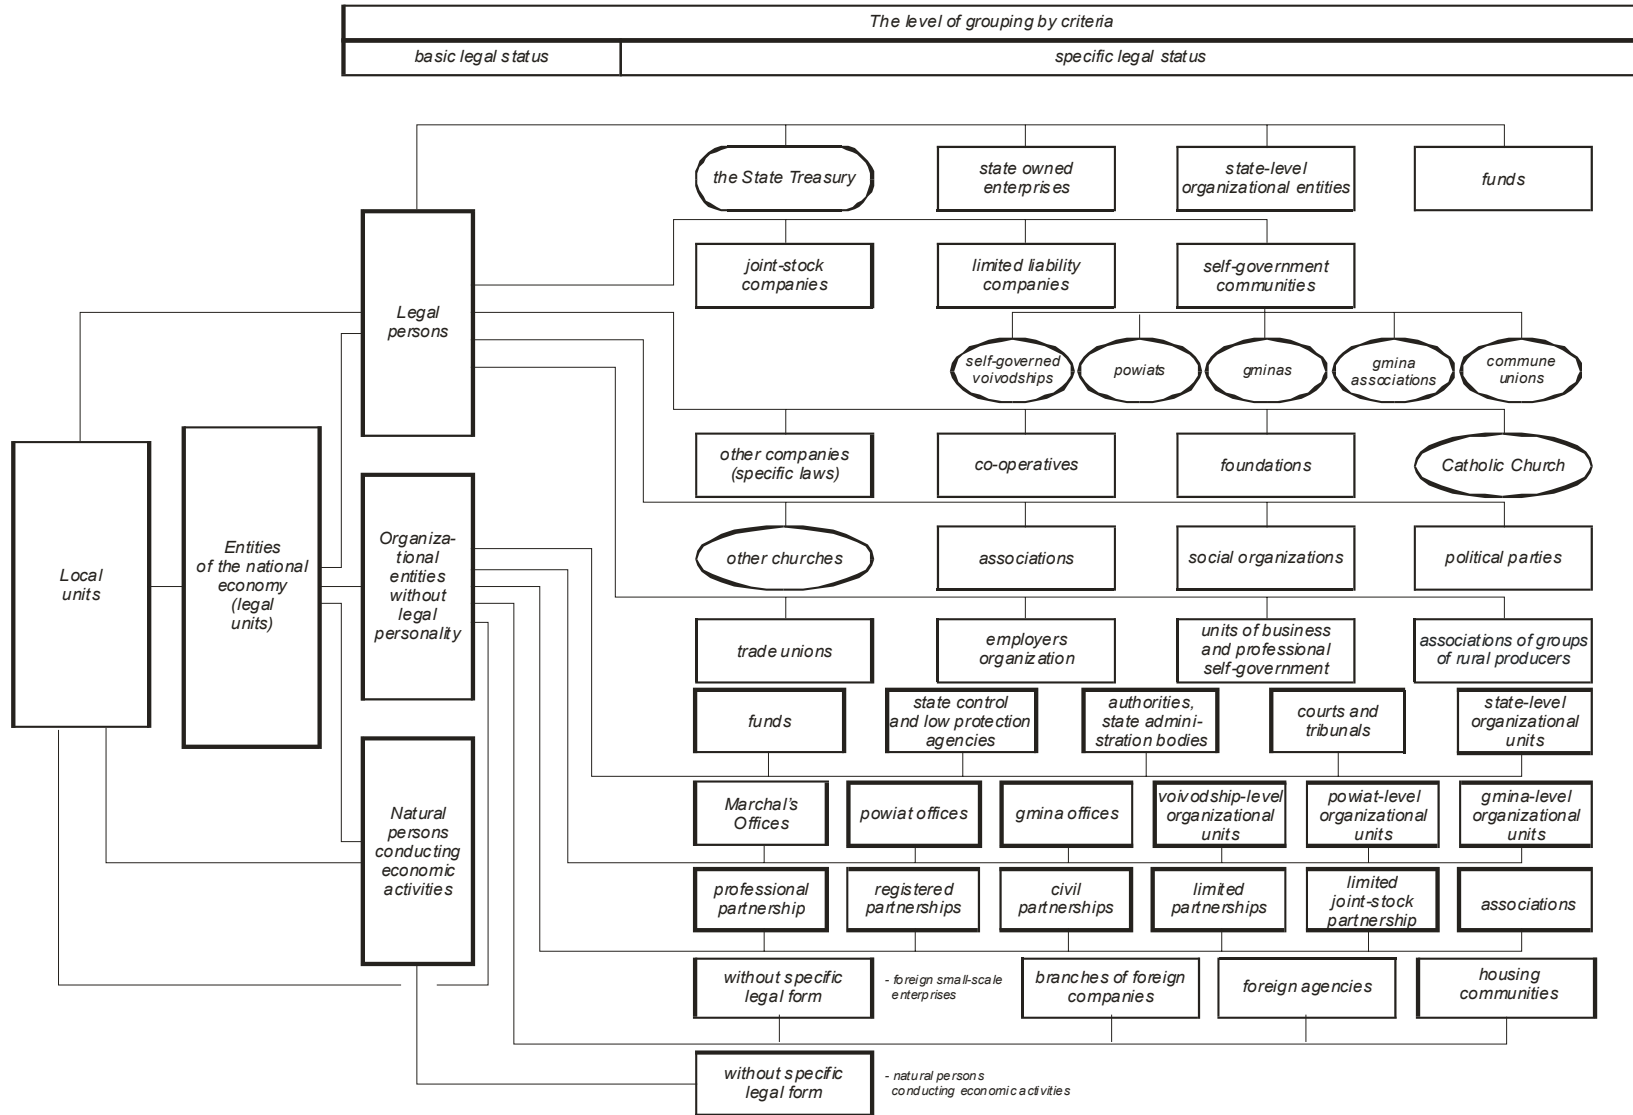 The level of grouping by criteria
basic legal status
specific legal status
the State Treasury
state owned
enterprises
state-level
organizational entities
funds
joint-stock
companies
limited liability
companies
self-government
communities
Legal
persons
self-governed
voivodships
powiats
gminas
gmina
associations
commune
unions
other companies
(specific laws)
co-operatives
foundations
Catholic Church
Local
units
Entities
of the national
economy
(legal
units)
Organiza-
tional
entities
without
legal
personality
other churches
associations
social organizations
political parties
trade unions
employers
organization
units of business
and professional
self-government
associations of groups
of rural producers
funds
state control
and low protection
agencies
authorities,
state admini-
stration bodies
courts and
tribunals
state-level
organizational
units
Natural
persons
conducting
economic
activities
Marchal's
Offices
powiat offices
gmina offices
voivodship-level
organizational
units
powiat-level
organizational
units
gmina-level
organizational
units
professional
partnership
registered
partnerships
civil
partnerships
limited
partnerships
limited
joint-stock
partnership
associations
without specific
legal form
- foreign small-scale
enterprises
branches of foreign
companies
foreign agencies
housing
communities
without specific
legal form
- natural persons
conducting economic activities